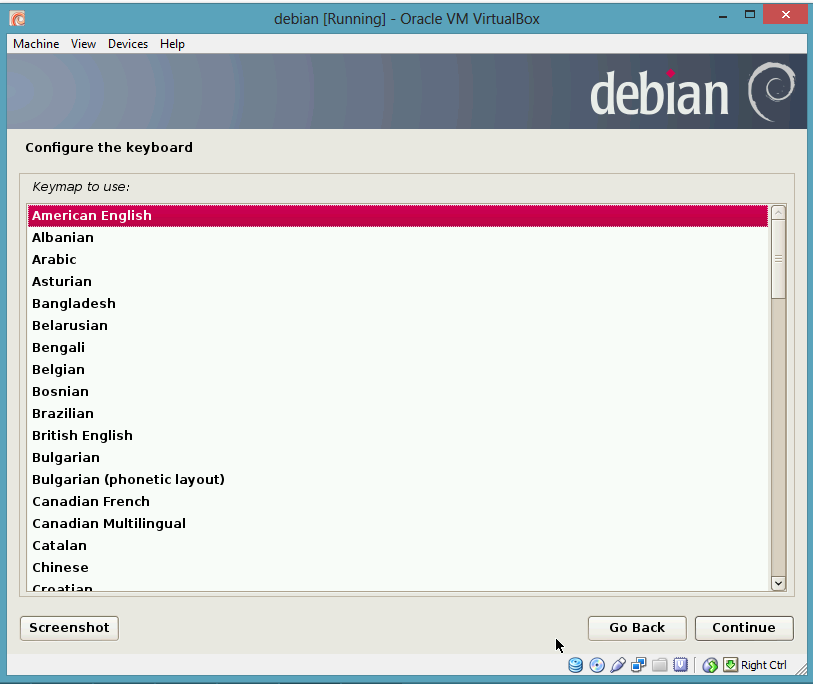 debian [Running] - Oracle VM VirtualBox
Machine View Devices Help
debian
Configure the keyboard
Keymap to use:
American English
Albanian
Arabic
Asturian
Bangladesh
Belarusian
Bengali
Belgian
Bosnian
Brazilian
British English
Bulgarian
Bulgarian (phonetic layout)
Canadian French
Canadian Multilingual
Catalan
Chinese
Croatian
Screenshot Go Back Continue
Right Ctrl